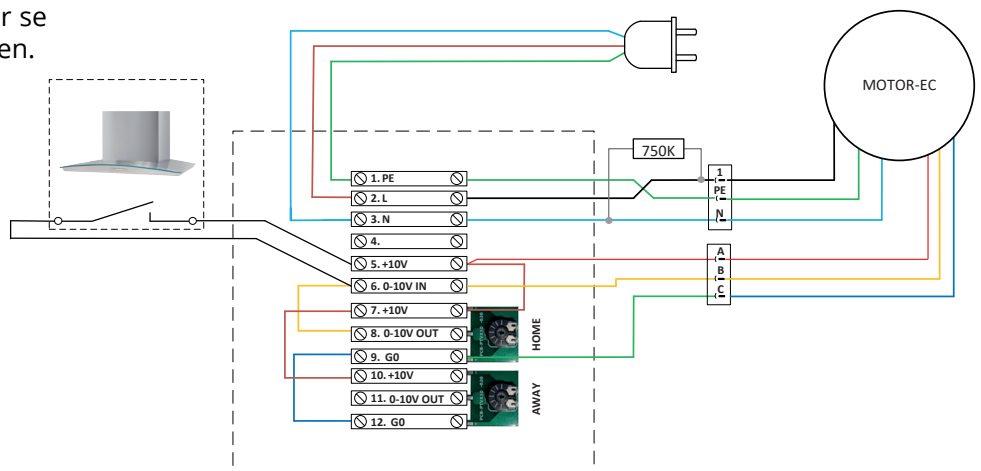 r se
en.
MOTOR-EC
750K
1. PE
2. L
3. N
4.
5. +10V
6. 0-10V IN
7. +10V
8. 0-10V OUT
9. G0
10. +10V
11. 0-10V OUT
12. G0
HOME
AWAY
1
PE
N
A
B
C